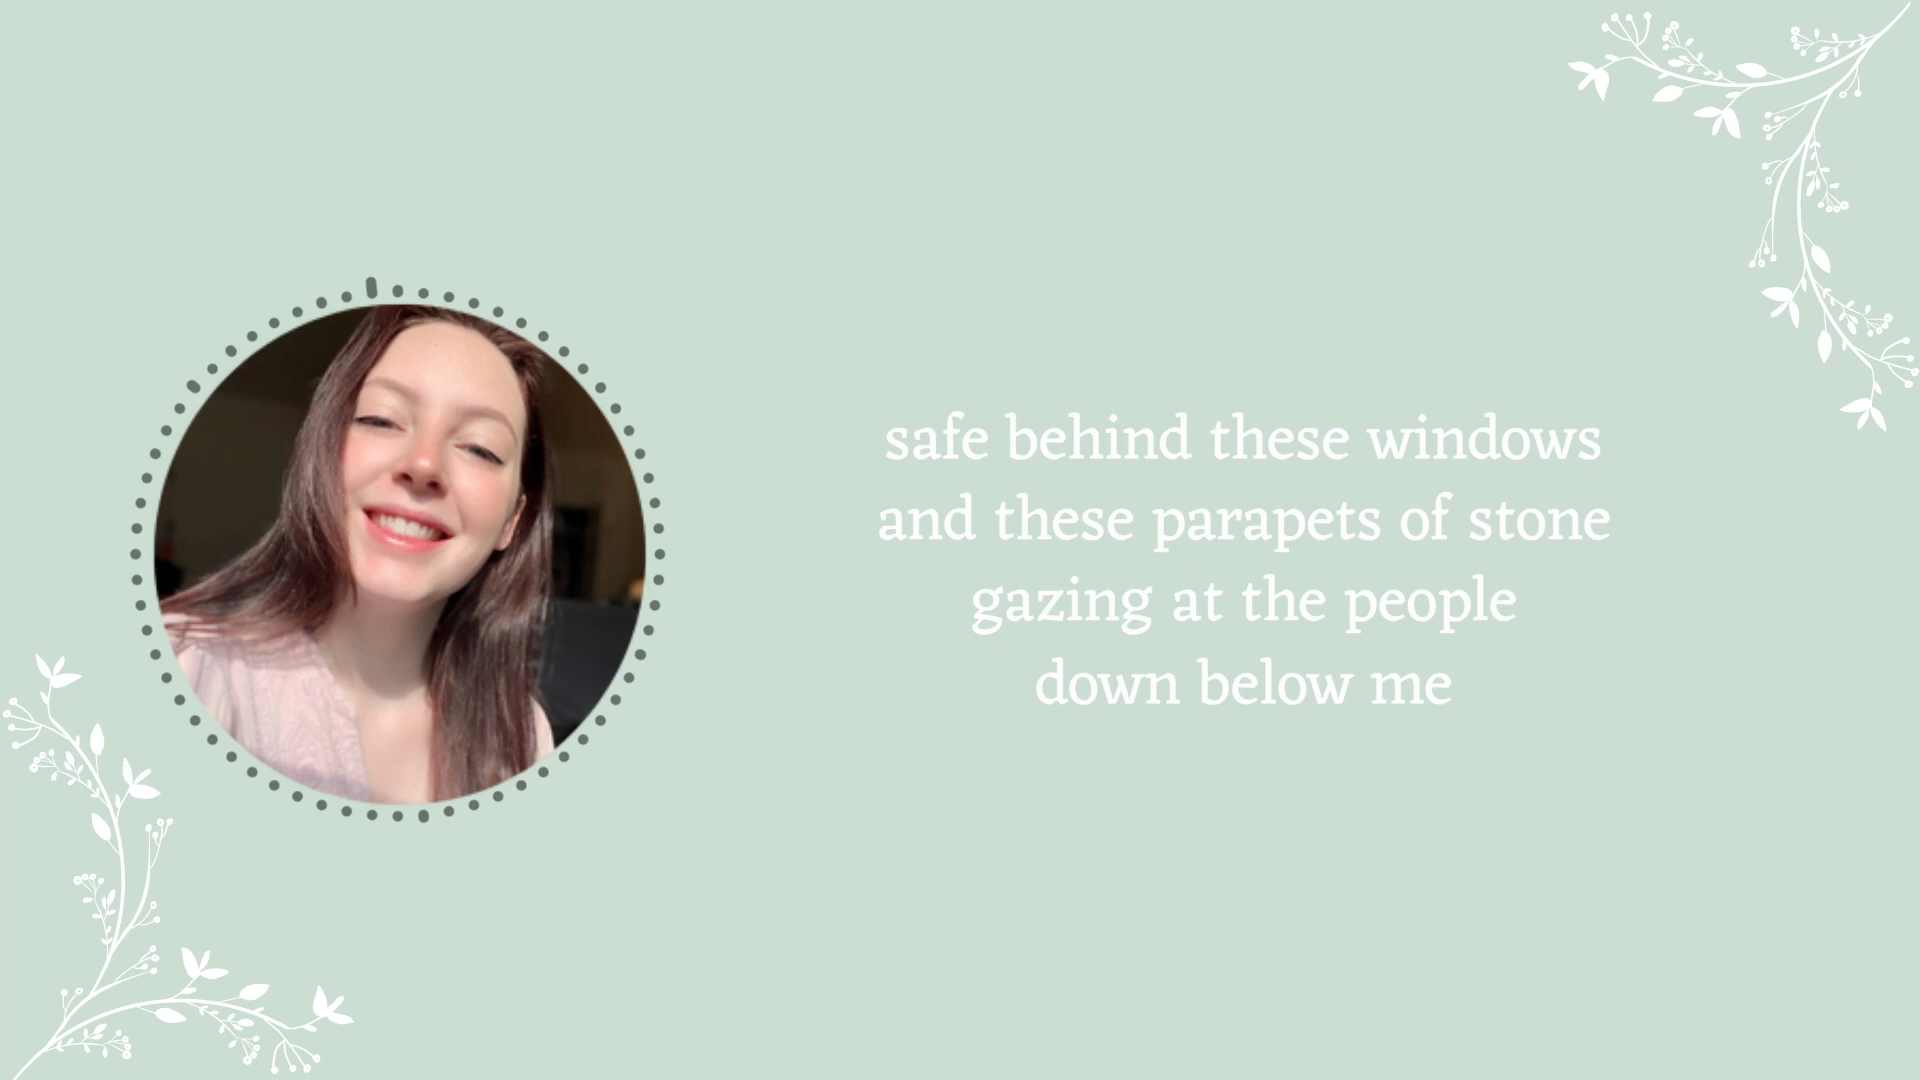 safe behind these windows
and these parapets of stone
gazing at the people
down below me